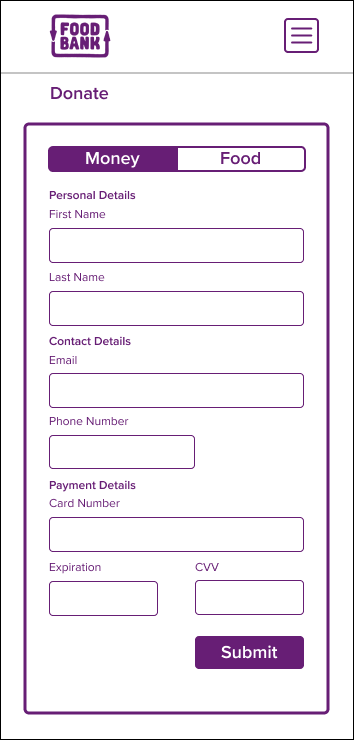 FOOD
BANK
Donate
Money Food
Personal Details
First Name
Last Name
Contact Details
Email
Phone Number
Payment Details
Card Number
Expiration CVV
Submit